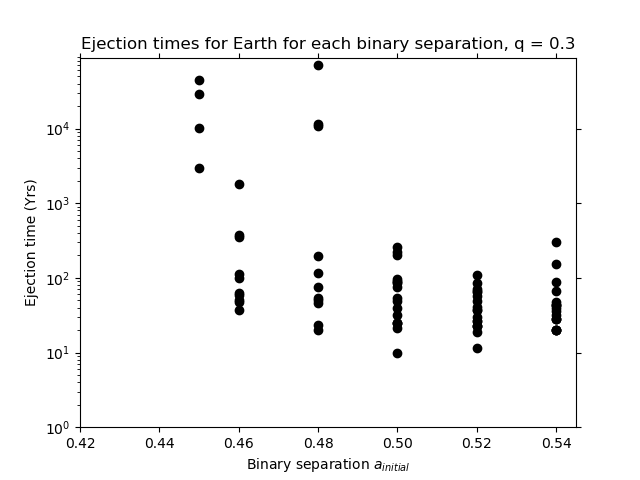 Ejection times for Earth for each binary separation, q = 0.3
Ejection time (Yrs)
10^4
10^3
10^2
10^1
10^0
0.42 0.44 0.46 0.48 0.50 0.52 0.54
Binary separation a_initial